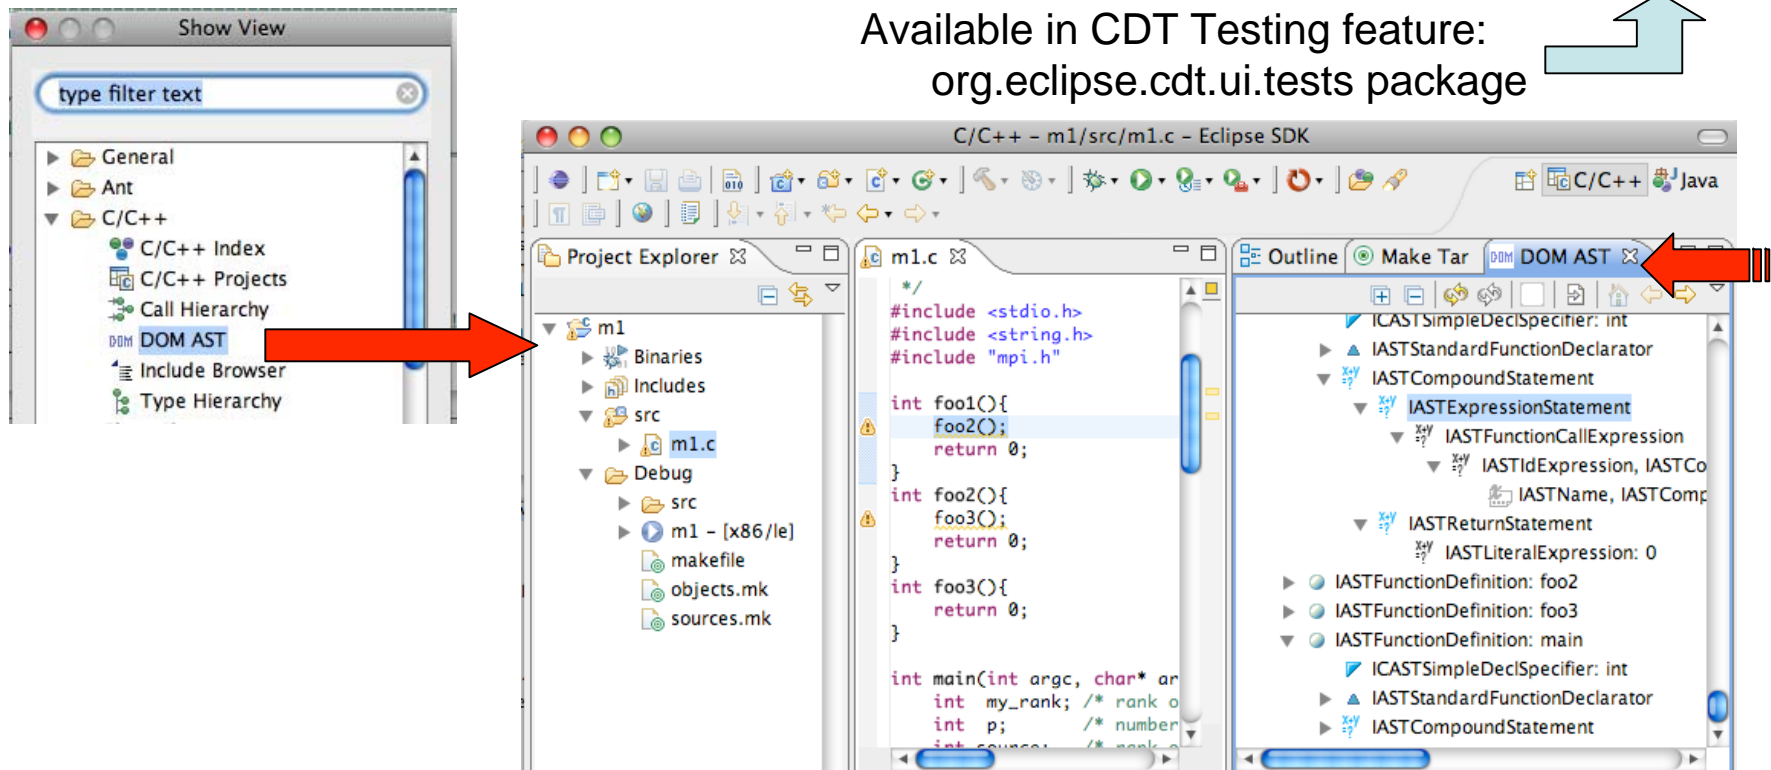 Available in CDT Testing feature:
org.eclipse.cdt.ui.tests package
Show View
type filter text
General
Ant
C/C++
C/C++ Index
C/C++ Projects
Call Hierarchy
DOM DOM AST
Include Browser
Type Hierarchy
C/C++ - m1/src/m1.c - Eclipse SDK
C/C++
Java
Project Explorer
m1
Binaries
Includes
src
m1.c
Debug
src
m1 - [x86/le]
makefile
objects.mk
sources.mk
m1.c
*/
#include <stdio.h>
#include <string.h>
#include "mpi.h"
int foo1(){
foo2();
return 0;
}
int foo2(){
foo3();
return 0;
}
int foo3(){
return 0;
}
int main(int argc, char* ar
int my_rank; /* rank o
int p; /* number
int source; /* rank o
Outline
Make Tar
DOM DOM AST
ICASTSimpleDeclSpecifier: int
IASTStandardFunctionDeclarator
IASTCompoundStatement
IASTExpressionStatement
IASTFunctionCallExpression
IASTIdExpression, IASTCo
IASTName, IASTComp
IASTReturnStatement
IASTLiteralExpression: 0
IASTFunctionDefinition: foo2
IASTFunctionDefinition: foo3
IASTFunctionDefinition: main
ICASTSimpleDeclSpecifier: int
IASTStandardFunctionDeclarator
IASTCompoundStatement